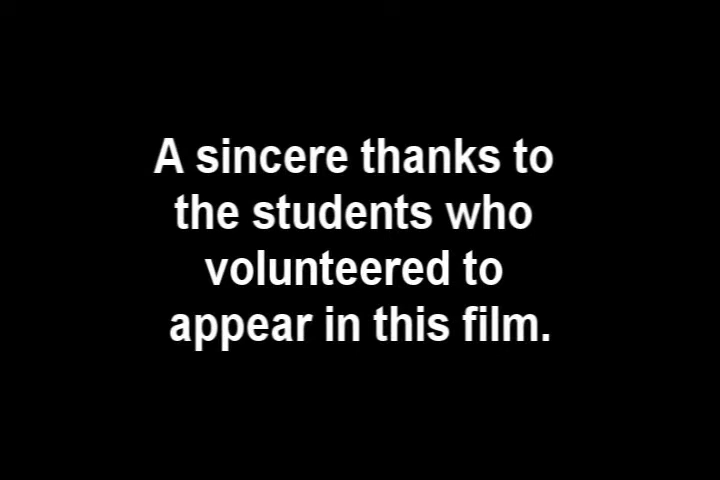 A sincere thanks to
the students who
volunteered to
appear in this film.